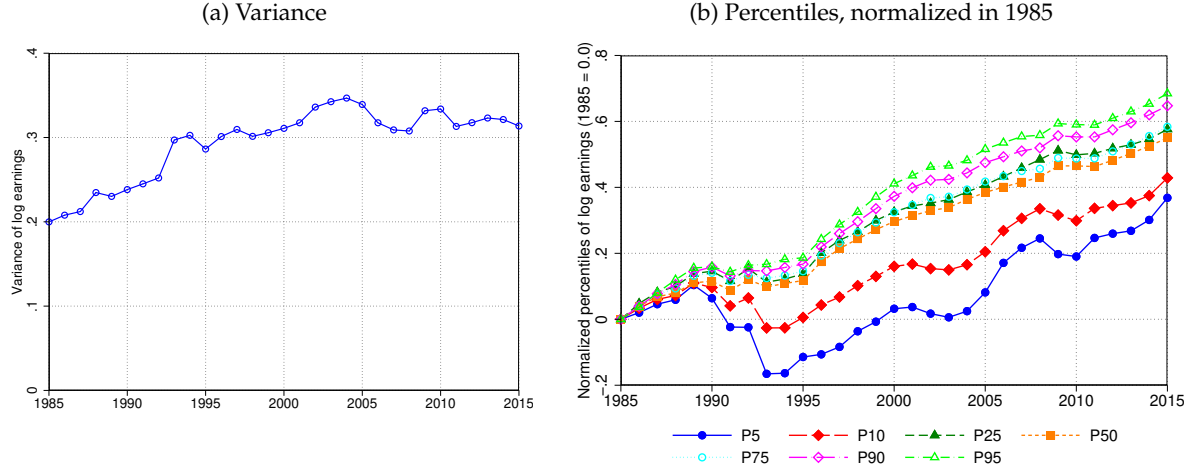 (a) Variance
(b) Percentiles, normalized in 1985
Variance of log earnings
.4
.3
.2
.1
0
1985 1990 1995 2000 2005 2010 2015
Normalized percentiles of log earnings (1985 = 0.0)
.8
.6
.4
.2
0
-.2
1985 1990 1995 2000 2005 2010 2015
P5 P10 P25 P50
P75 P90 P95